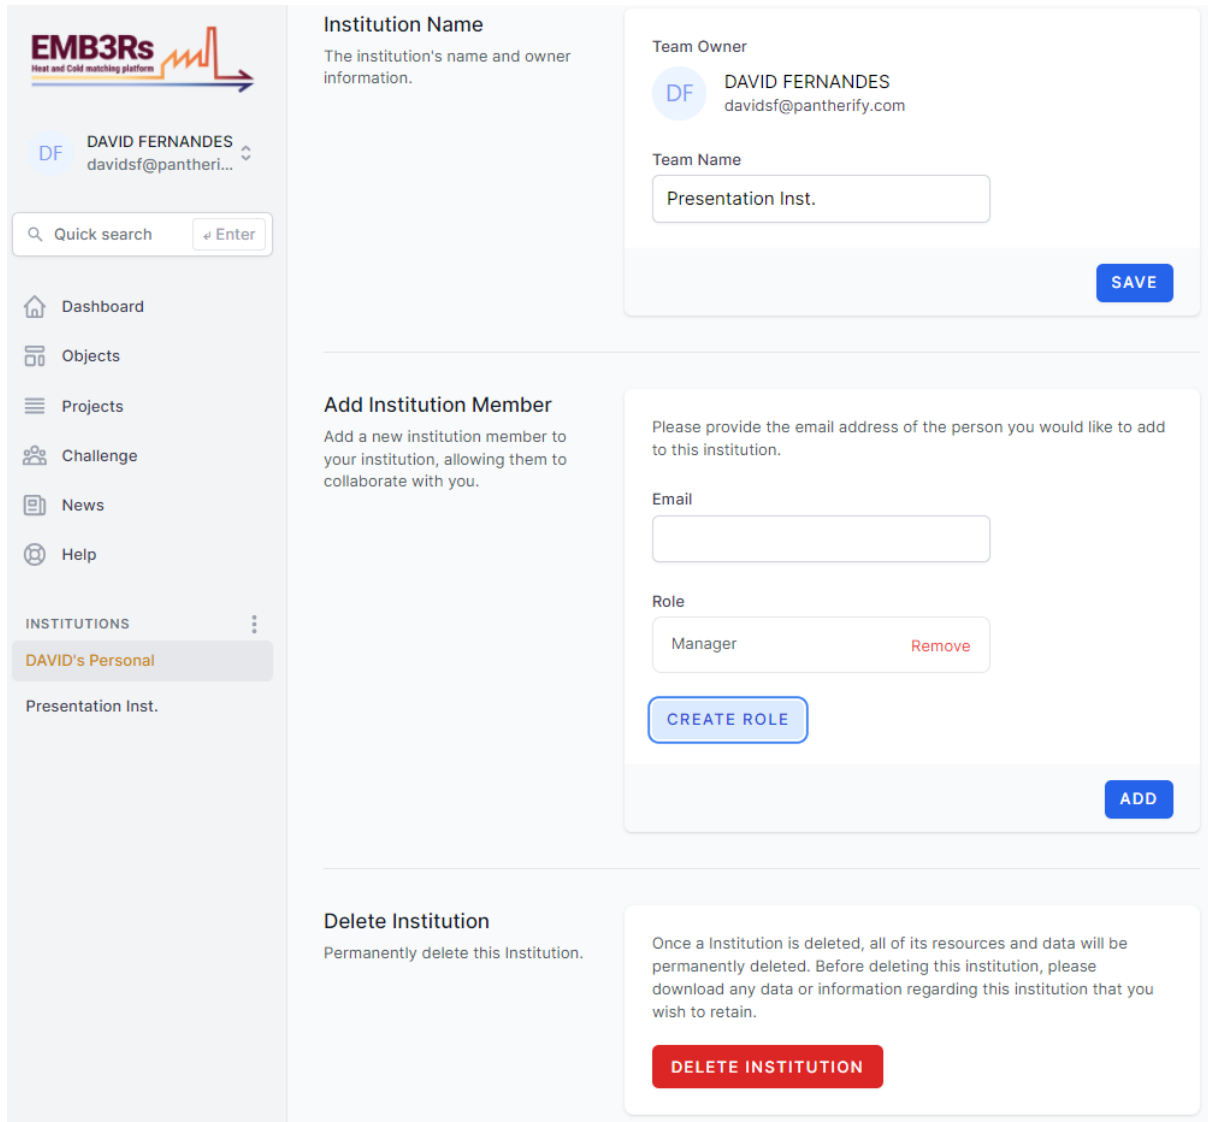 EMB3Rs
Heat and Cold matching platform
DF
DAVID FERNANDES
davidsf@pantheri...
Quick search
Enter
Dashboard
Objects
Projects
Challenge
News
Help
INSTITUTIONS
DAVID's Personal
Presentation Inst.
Institution Name
The institution's name and owner
information.
Team Owner
DF
DAVID FERNANDES
davidsf@pantherify.com
Team Name
Presentation Inst.
SAVE
Add Institution Member
Add a new institution member to
your institution, allowing them to
collaborate with you.
Please provide the email address of the person you would like to add
to this institution.
Email
Role
Manager
Remove
CREATE ROLE
ADD
Delete Institution
Permanently delete this Institution.
Once a Institution is deleted, all of its resources and data will be
permanently deleted. Before deleting this institution, please
download any data or information regarding this institution that you
wish to retain.
DELETE INSTITUTION